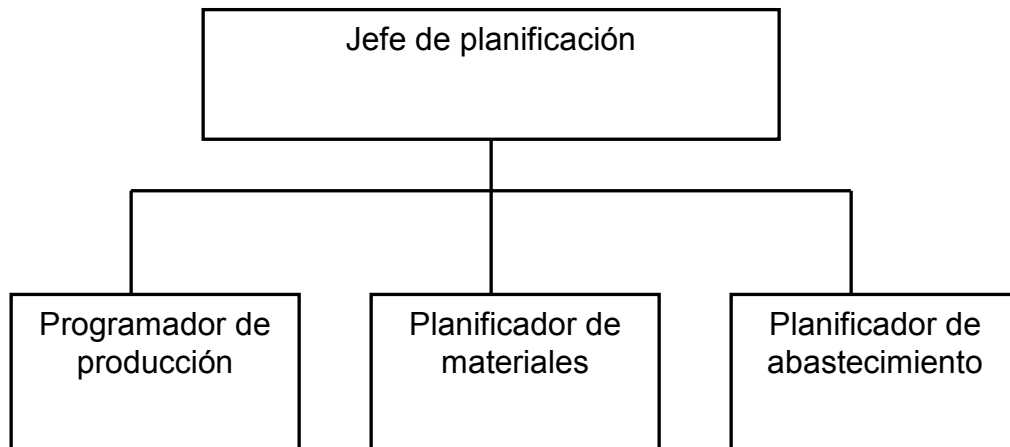 Jefe de planificación
Programador de
producción
Planificador de
materiales
Planificador de
abastecimiento